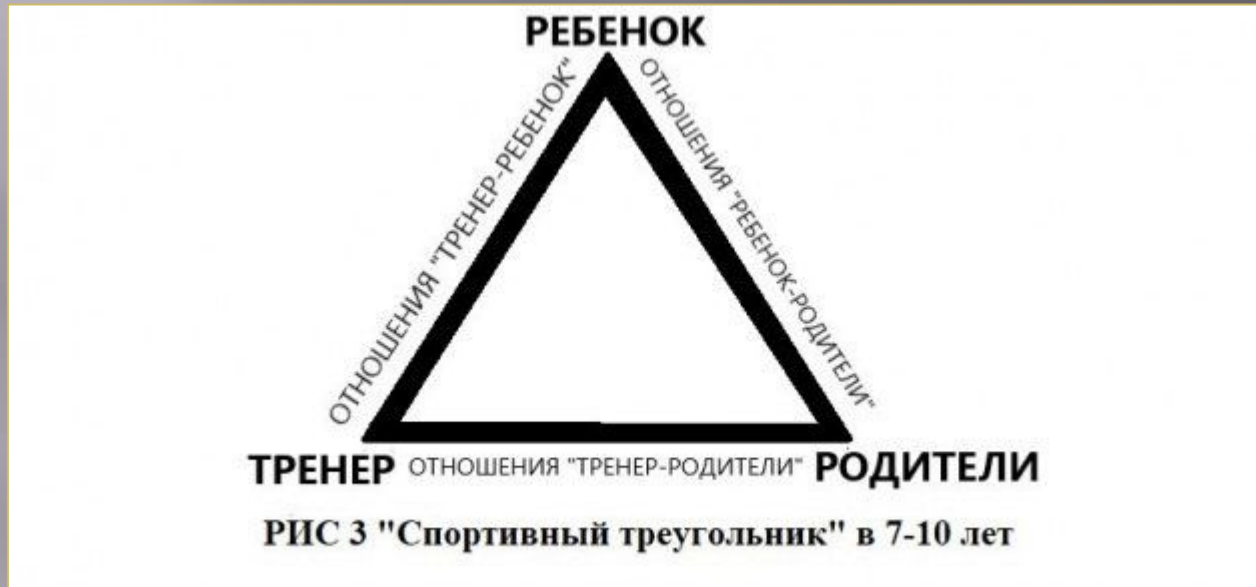 РЕБЕНОК
ОТНОШЕНИЯ "ТРЕНЕР-РЕБЕНОК"
ОТНОШЕНИЯ "РЕБЕНОК-РОДИТЕЛИ"
ТРЕНЕР ОТНОШЕНИЯ "ТРЕНЕР-РОДИТЕЛИ" РОДИТЕЛИ
РИС 3 "Спортивный треугольник" в 7-10 лет